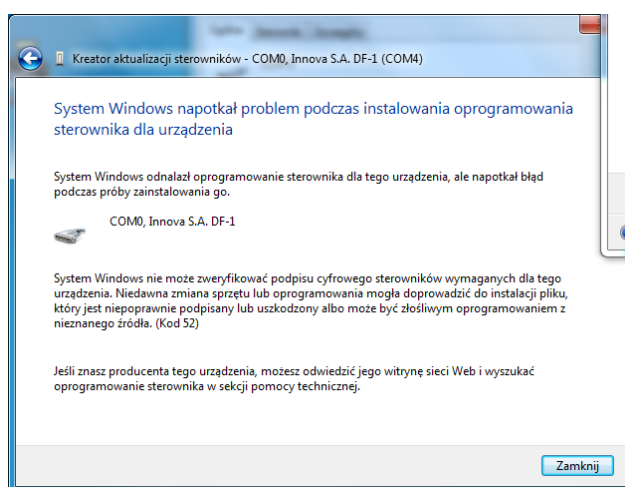 Ogólne Sterownik Szczegóły
Kreator aktualizacji sterowników - COM0, Innova S.A. DF-1 (COM4)
System Windows napotkał problem podczas instalowania oprogramowania
sterownika dla urządzenia
System Windows odnalazł oprogramowanie sterownika dla tego urządzenia, ale napotkał błąd
podczas próby zainstalowania go.
COM0, Innova S.A. DF-1
System Windows nie może zweryfikować podpisu cyfrowego sterowników wymaganych dla tego
urządzenia. Niedawna zmiana sprzętu lub oprogramowania mogła doprowadzić do instalacji pliku,
który jest niepoprawnie podpisany lub uszkodzony albo może być złośliwym oprogramowaniem z
nieznanego źródła. (Kod 52)
Jeśli znasz producenta tego urządzenia, możesz odwiedzić jego witrynę sieci Web i wyszukać
oprogramowanie sterownika w sekcji pomocy technicznej.
Zamknij